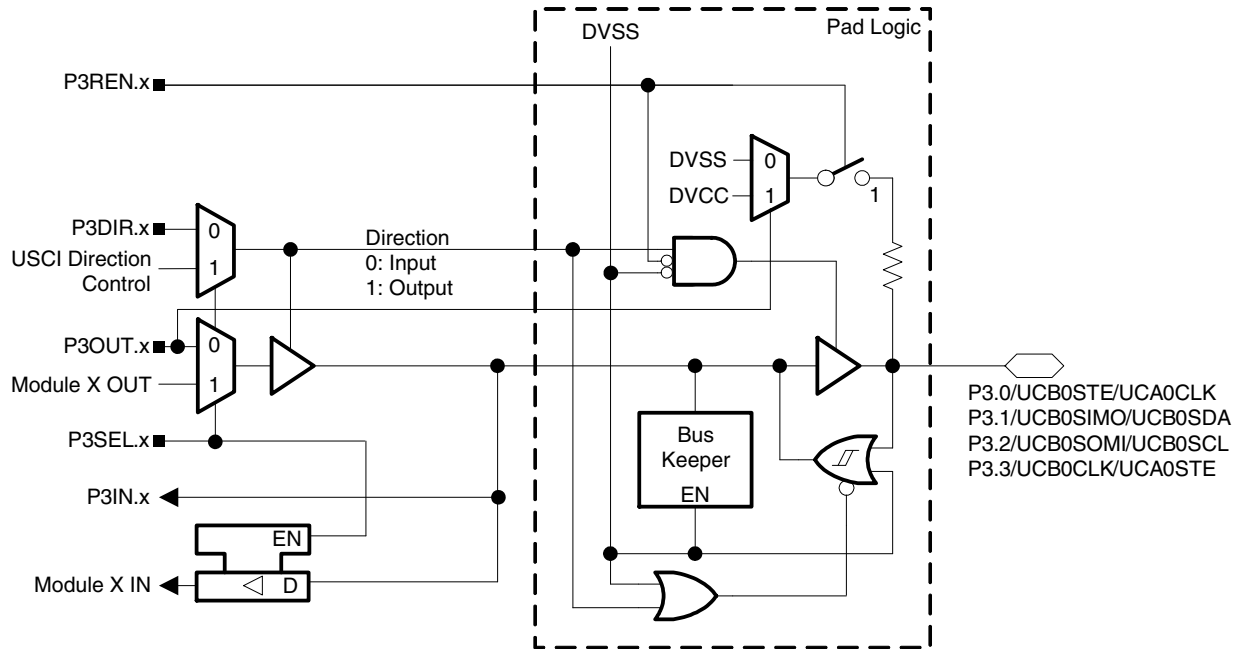 DVSS
Pad Logic
P3REN.x
DVSS
0
DVCC
1
1
P3DIR.x
0
USCI Direction
Control
1
Direction
0: Input
1: Output
P3OUT.x
0
Module X OUT
1
P3SEL.x
Bus
Keeper
EN
P3.0/UCB0STE/UCA0CLK
P3.1/UCB0SIMO/UCB0SDA
P3.2/UCB0SOMI/UCB0SCL
P3.3/UCB0CLK/UCA0STE
P3IN.x
EN
Module X IN
D